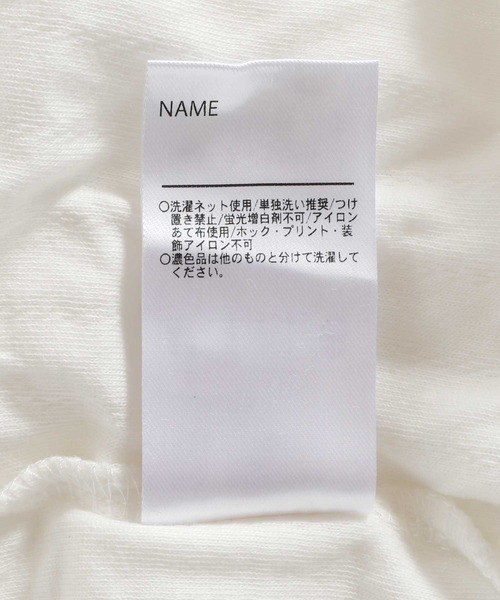 NAME
○洗濯ネット使用/単独洗い推奨/つけ
置き禁止/蛍光増白剤不可/アイロン
あて布使用/ホック・プリント・装
飾アイロン不可
○濃色品は他のものと分けて洗濯して
ください。